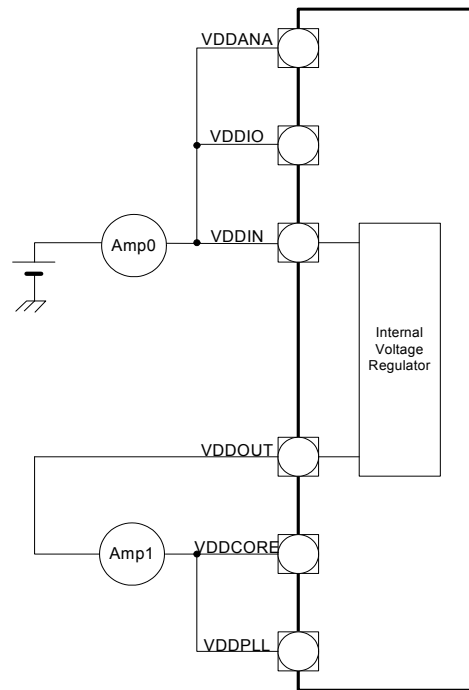 VDDANA
VDDIO
VDDIN
Amp0
Internal
Voltage
Regulator
VDDOUT
Amp1
VDDCORE
VDDPLL